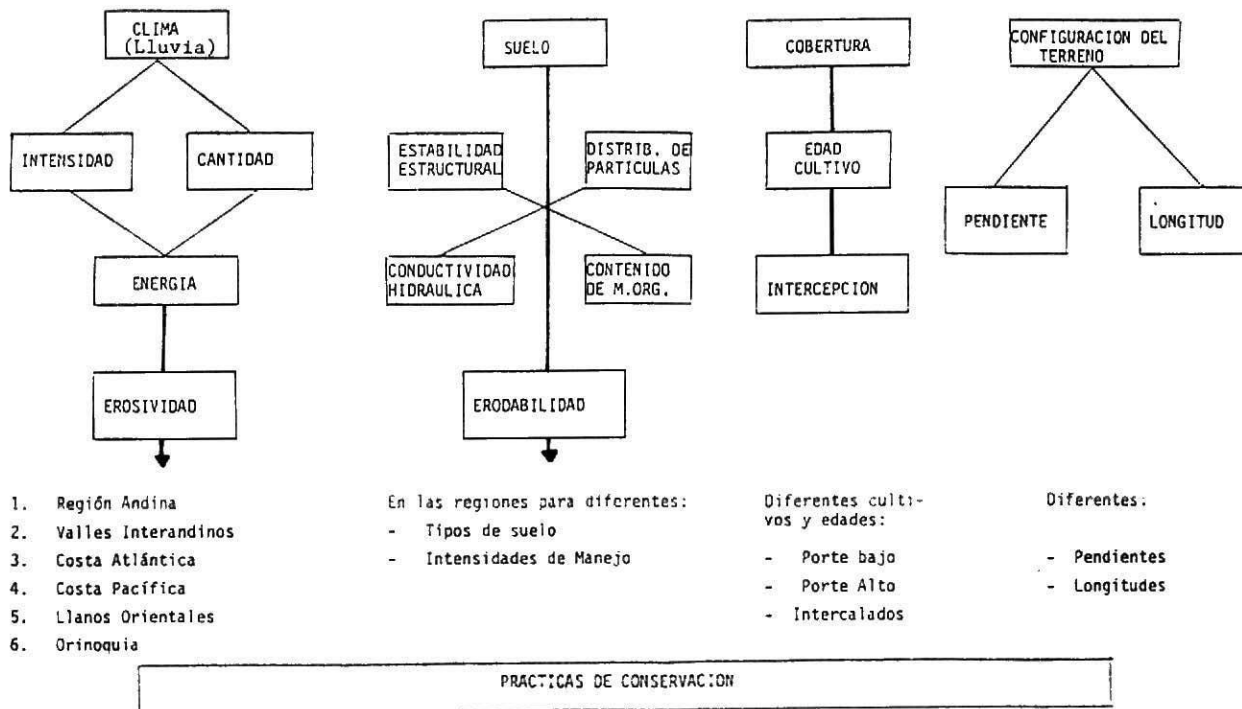 CLIMA
(Lluvia)
INTENSIDAD
CANTIDAD
ENERGIA
EROSIVIDAD
1. Región Andina
2. Valles Interandinos
3. Costa Atlántica
4. Costa Pacífica
5. Llanos Orientales
6. Orinoquia
SUELO
ESTABILIDAD
ESTRUCTURAL
DISTRIB. DE
PARTICULAS
CONDUCTIVIDAD
HIDRAULICA
CONTENIDO
DE M.ORG.
ERODABILIDAD
En las regiones para diferentes:
- Tipos de suelo
- Intensidades de Manejo
COBERTURA
EDAD
CULTIVO
INTERCEPCIÓN
Diferentes culti-
vos y edades:
- Porte bajo
- Porte Alto
- Intercalados
CONFIGURACION DEL
TERRENO
PENDIENTE
LONGITUD
Diferentes:
- Pendientes
- Longitudes
PRACTICAS DE CONSERVACION